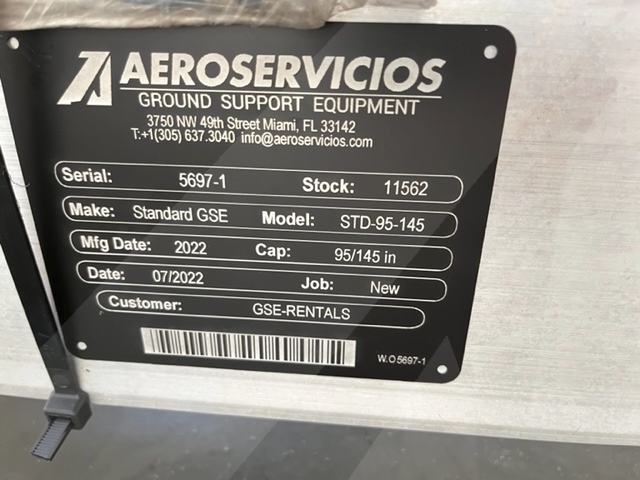 AEROSERVICIOS
GROUND SUPPORT EQUIPMENT
3750 NW 49th Street Miami, FL 33142
T:+1(305) 637.3040 info@aeroservicios.com
Serial: 5697-1 Stock: 11562
Make: Standard GSE Model: STD-95-145
Mfg Date: 2022 Cap: 95/145 in
Date: 07/2022 Job: New
Customer: GSE-RENTALS
W.O 5697-1